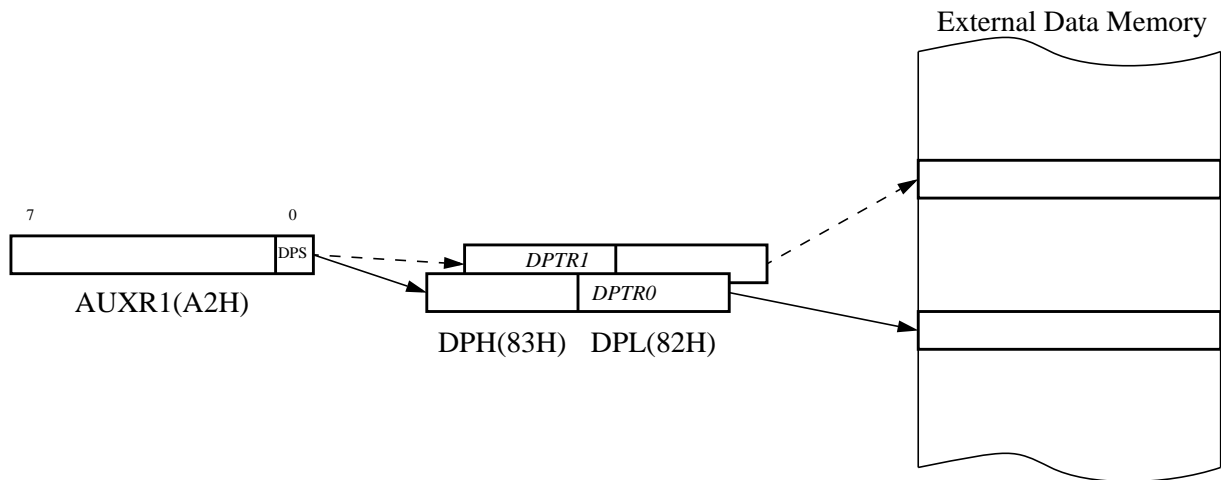 External Data Memory
7 0
DPS
DPTR1
AUXR1(A2H)
DPTR0
DPH(83H) DPL(82H)